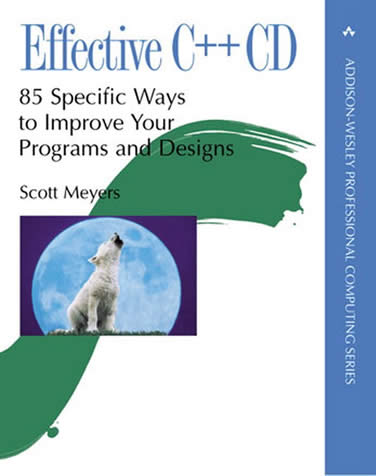 Effective C++ CD
85 Specific Ways
to Improve Your
Programs and Designs
Scott Meyers
ADDISON-WESLEY PROFESSIONAL COMPUTING SERIES